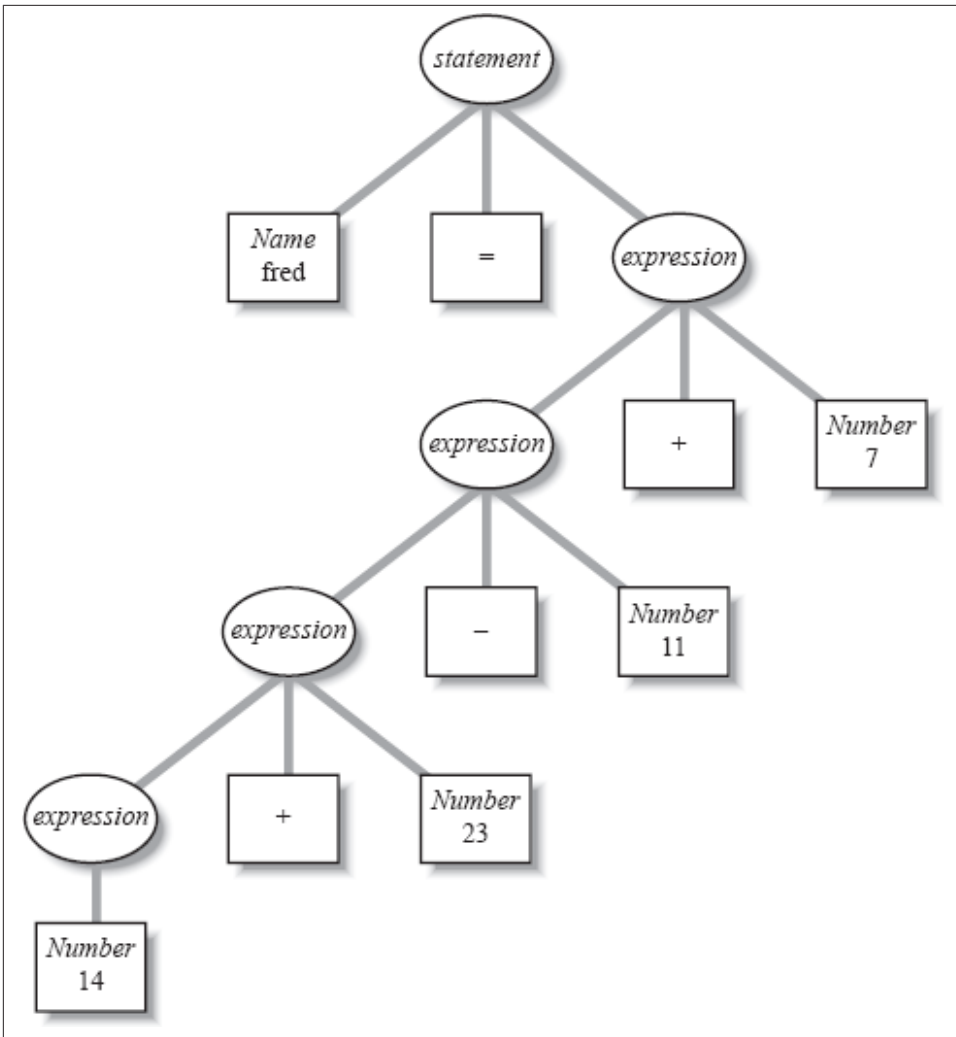 statement
Name
fred
=
expression
expression
+
Number
7
expression
–
Number
11
expression
+
Number
23
Number
14